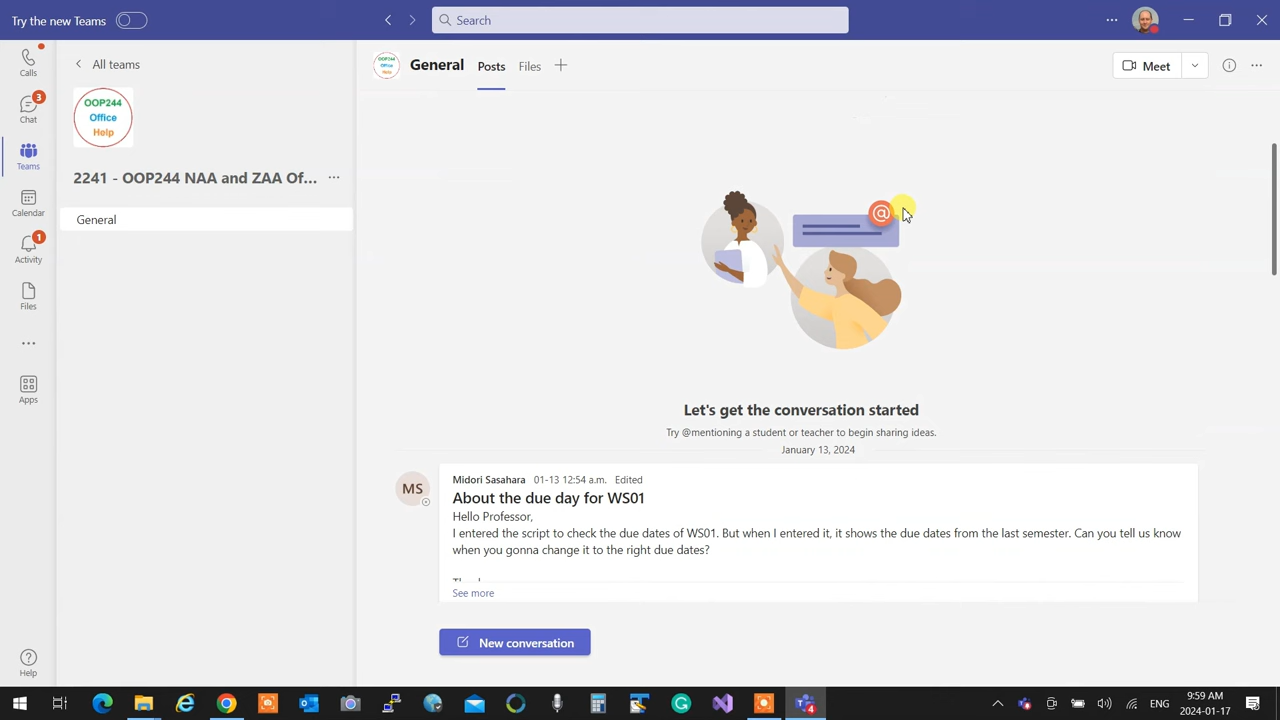 Try the new Teams
Search
Calls
3
Chat
Teams
Calendar
1
Activity
Files
Apps
Help
All teams
OOP244
Office
Help
2241 - OOP244 NAA and ZAA Of...
General
OOP244
Office
Help
General
Posts
Files
Meet
@
Let's get the conversation started
Try @mentioning a student or teacher to begin sharing ideas.
January 13, 2024
MS
Midori Sasahara 01-13 12:54 a.m. Edited
About the due day for WS01
Hello Professor,
I entered the script to check the due dates of WS01. But when I entered it, it shows the due dates from the last semester. Can you tell us know
when you gonna change it to the right due dates?
See more
New conversation
4
ENG
9:59 AM
2024-01-17